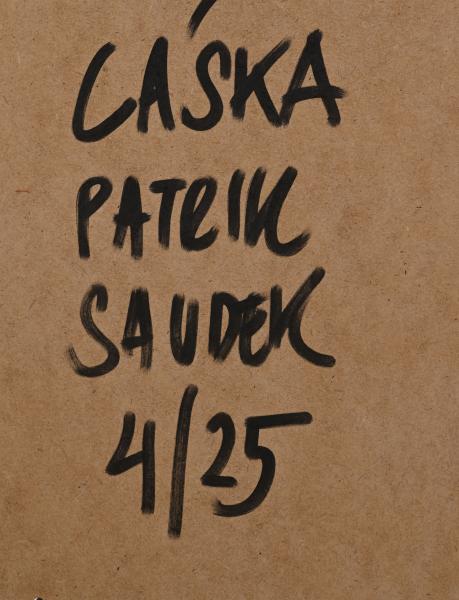 LÁSKA
PATRIK
SAUDEK
4/25